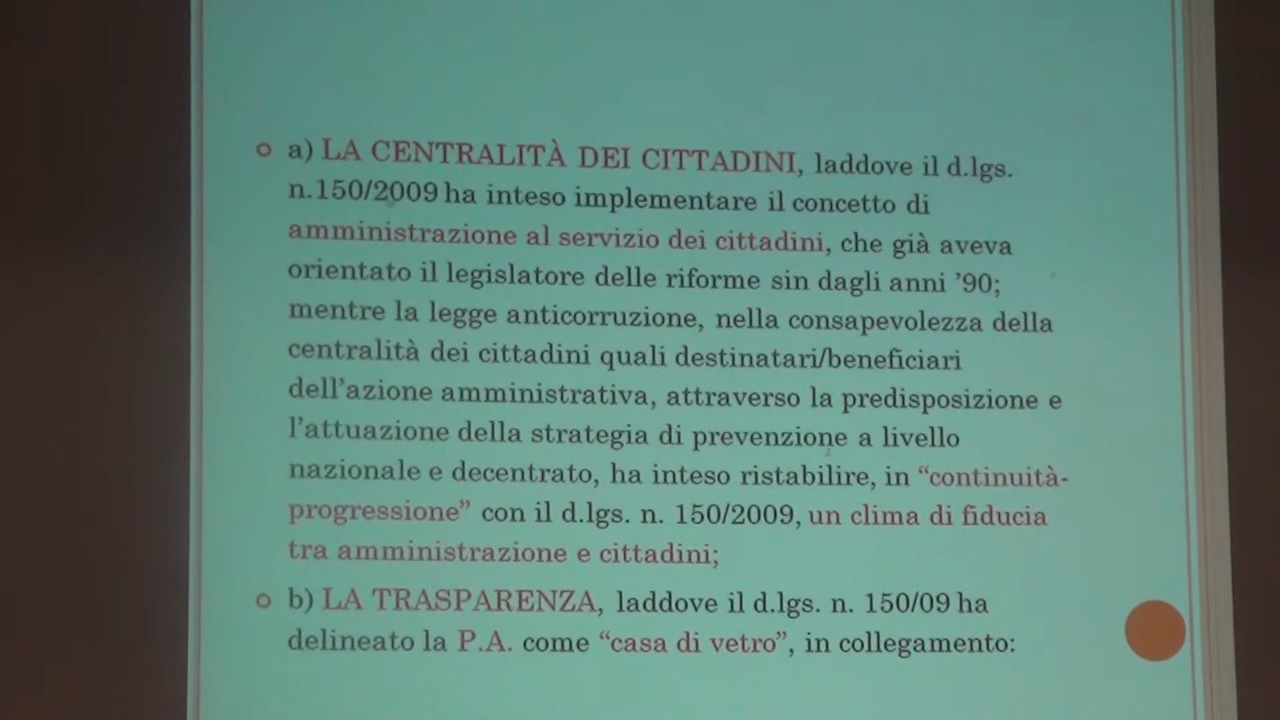 a) LA CENTRALITÀ DEI CITTADINI, laddove il d.lgs.
n.150/2009 ha inteso implementare il concetto di
amministrazione al servizio dei cittadini, che già aveva
orientato il legislatore delle riforme sin dagli anni ’90;
mentre la legge anticorruzione, nella consapevolezza della
centralità dei cittadini quali destinatari/beneficiari
dell’azione amministrativa, attraverso la predisposizione e
l’attuazione della strategia di prevenzione a livello
nazionale e decentrato, ha inteso ristabilire, in “continuità-
progressione” con il d.lgs. n. 150/2009, un clima di fiducia
tra amministrazione e cittadini;
b) LA TRASPARENZA, laddove il d.lgs. n. 150/09 ha
delineato la P.A. come “casa di vetro”, in collegamento: